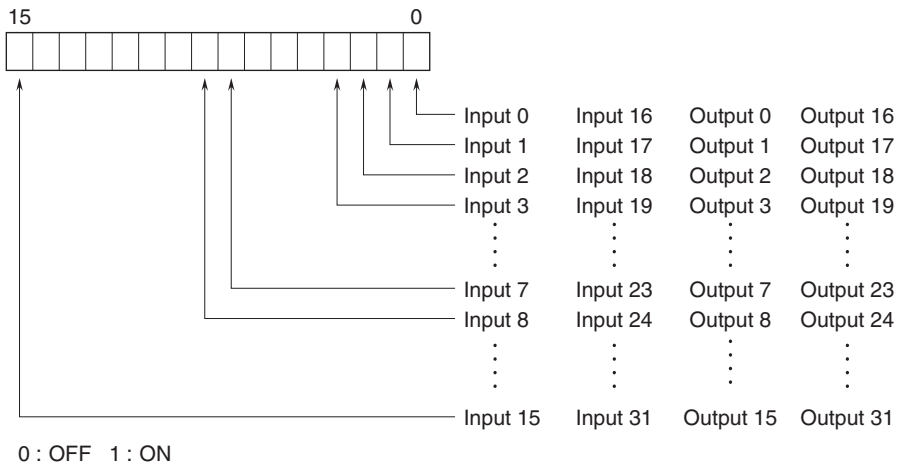 15 0
Input 0 Input 16 Output 0 Output 16
Input 1 Input 17 Output 1 Output 17
Input 2 Input 18 Output 2 Output 18
Input 3 Input 19 Output 3 Output 19
Input 7 Input 23 Output 7 Output 23
Input 8 Input 24 Output 8 Output 24
Input 15 Input 31 Output 15 Output 31
0 : OFF 1 : ON